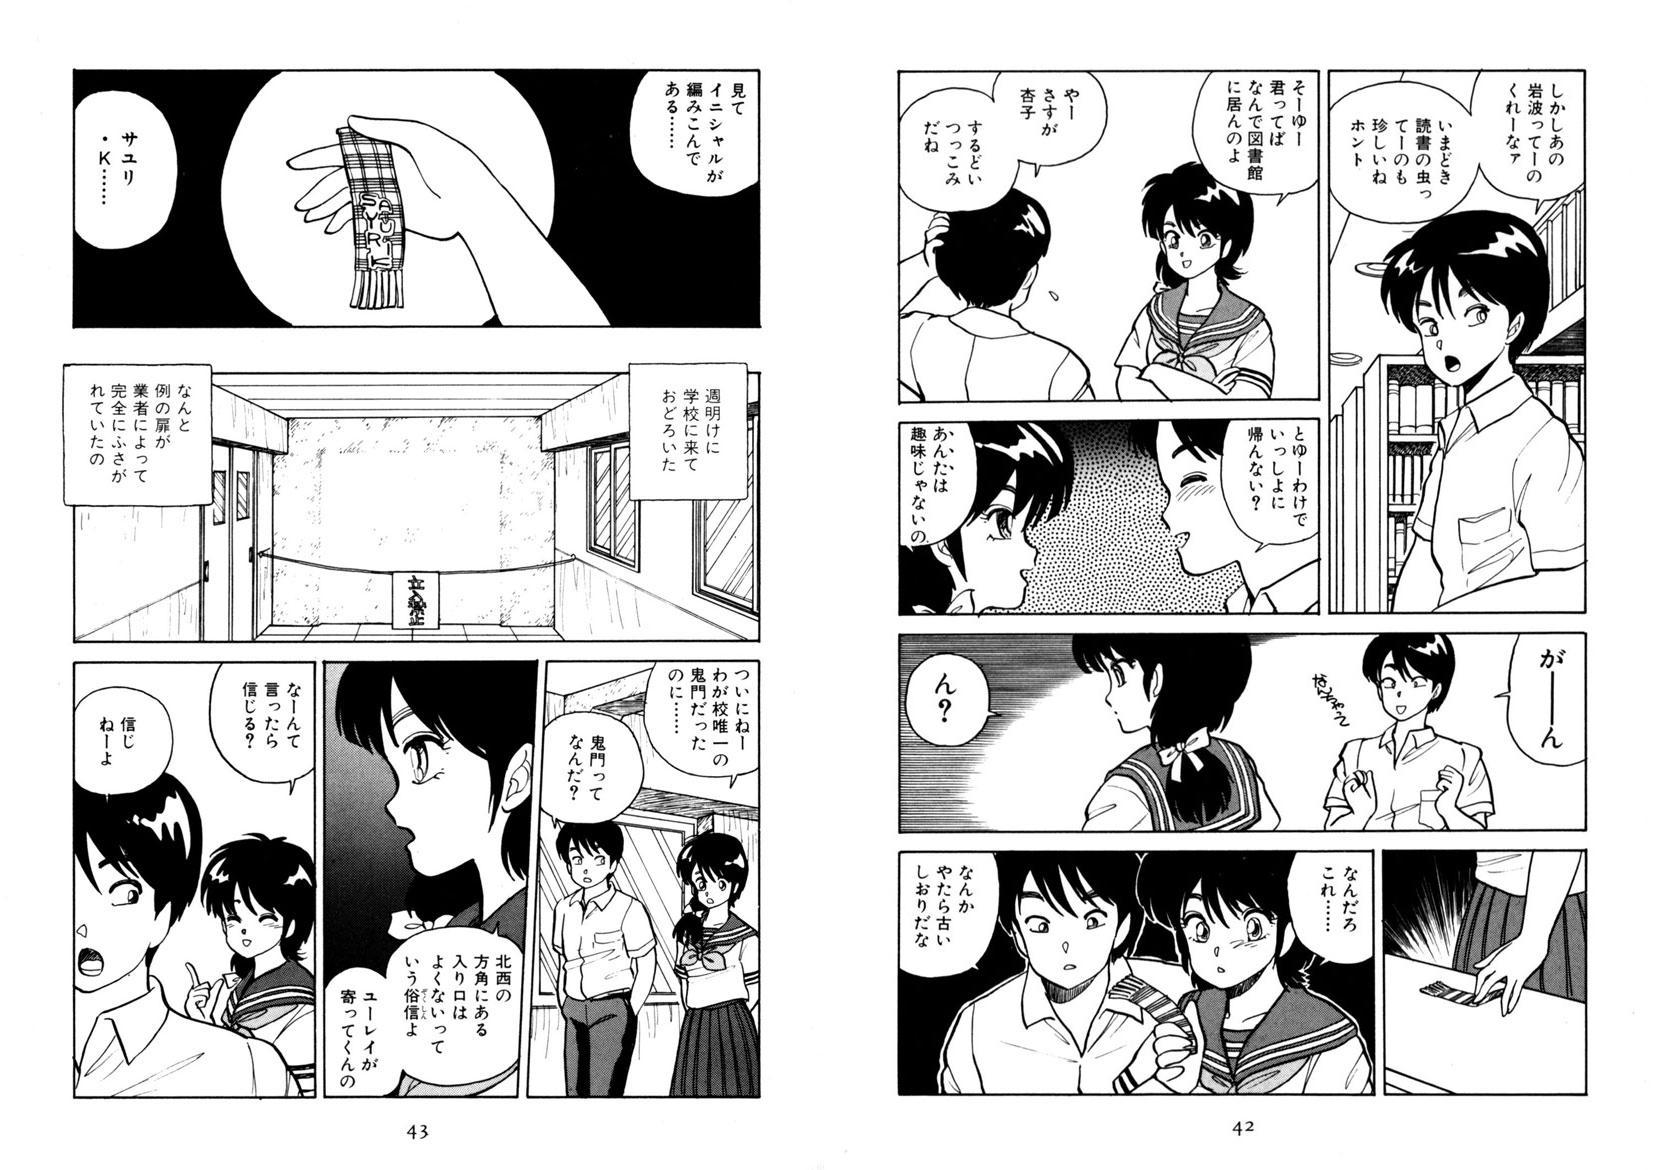 しかしあの
岩波ってーの
くれーなァ
いまどき
読書の虫っ
てーのも
珍しいね
ホント
そーゆー
君ってば
なんで図書館
に居んのよ
やー
さすが
杏子
するどい
つっこみ
だね
とゆーわけで
いっしょに
帰んない?
あんたは
趣味じゃないの
がーーん
なんちゃって
ん?
なんだろ
これ……
なんか
やたら古い
しおりだな
42
見て
イニシャルが
編みこんで
ある……
SAYURI
K
サユリ
・K……
週明けに
学校に来て
おどろいた
なんと
例の扉が
業者によって
完全にふさが
れていたの
立入禁止
ついにねー
わが校唯一の
鬼門だった
のに……
鬼門って
なんだ?
北西の
方角にある
入り口は
よくないって
いう俗信よ
ぞくしん
ユーレイが
寄ってくんの
なーんて
言ったら
信じる?
信じ
ねーよ
43